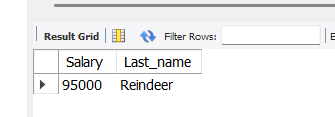 Result Grid Filter Rows:
Salary Last_name
95000 Reindeer